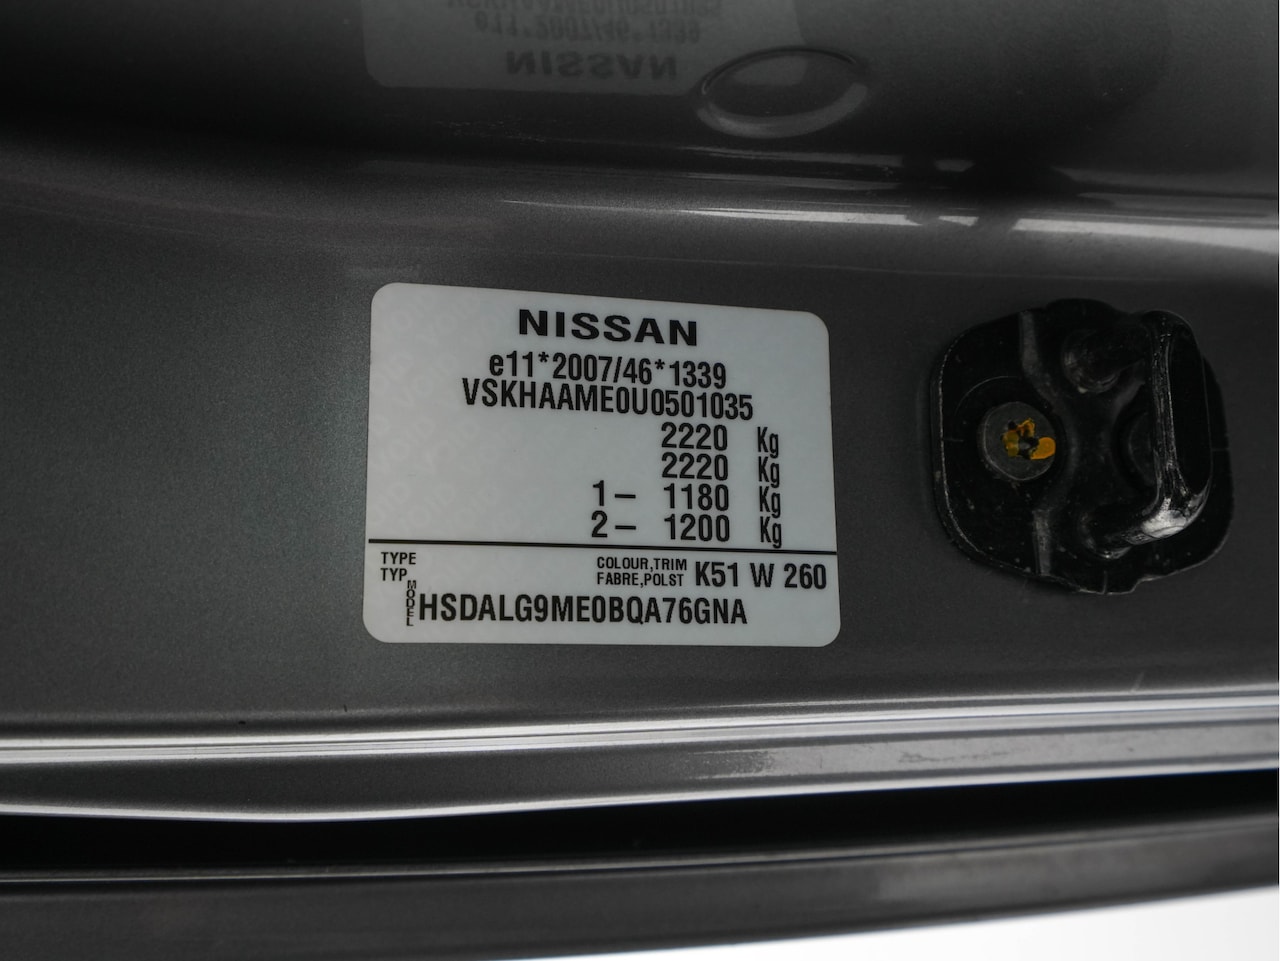 NISSAN
e11*2007/46*1339
VSKHAAME0U0501035
2220 Kg
2220 Kg
1- 1180 Kg
2- 1200 Kg
TYPE
TYP
COLOUR,TRIM
FABRE,POLST
K51 W 260
MODEL
HSDALG9ME0BQA76GNA